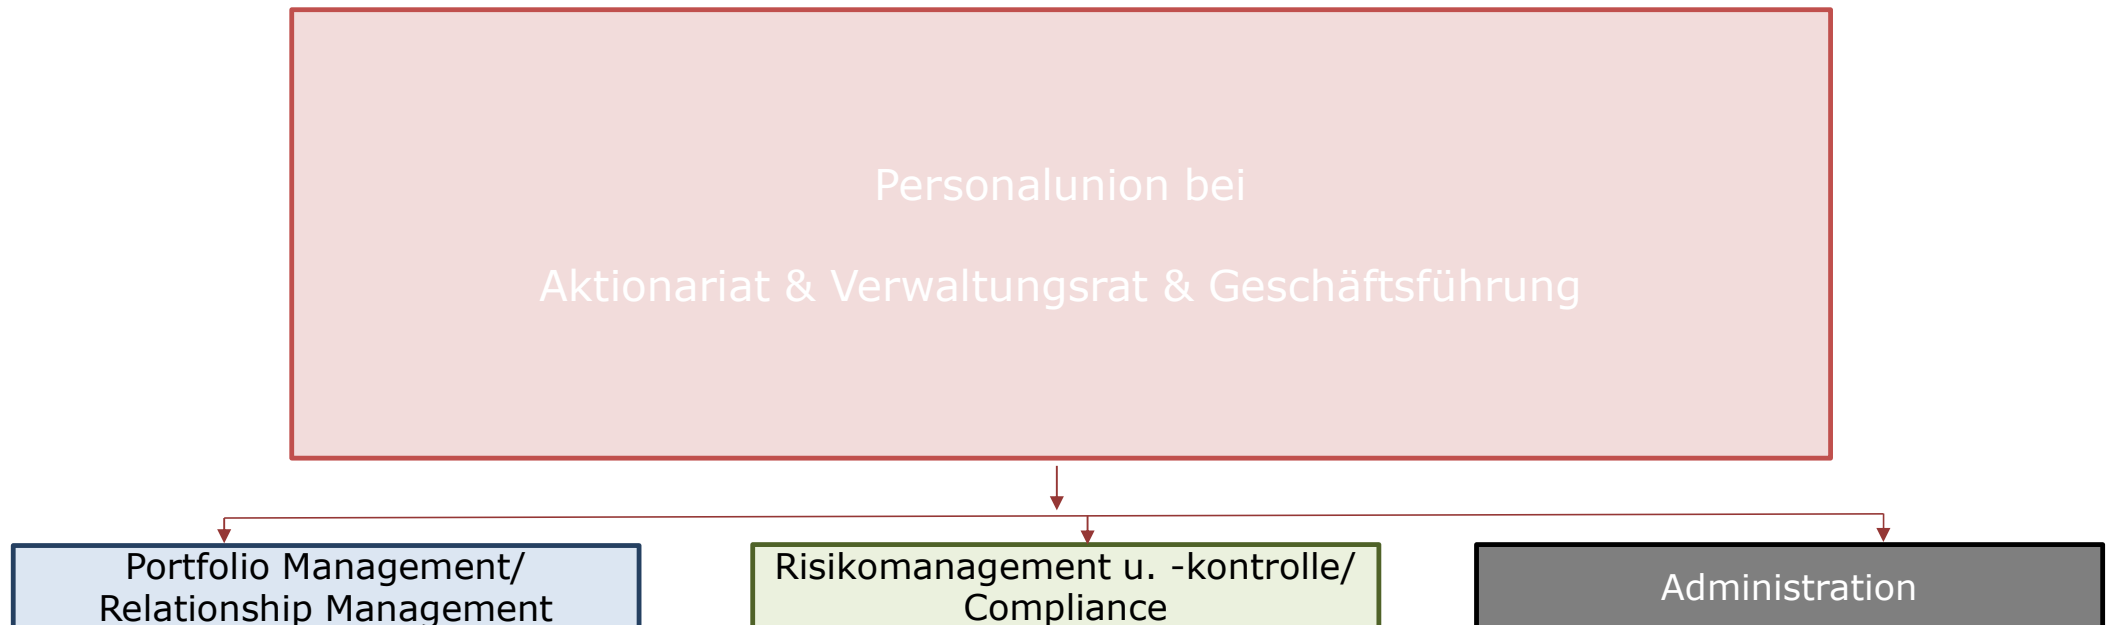 Personalunion bei
Aktionariat & Verwaltungsrat & Geschäftsführung
Portfolio Management/
Relationship Management
Risikomanagement u. -kontrolle/
Compliance
Administration